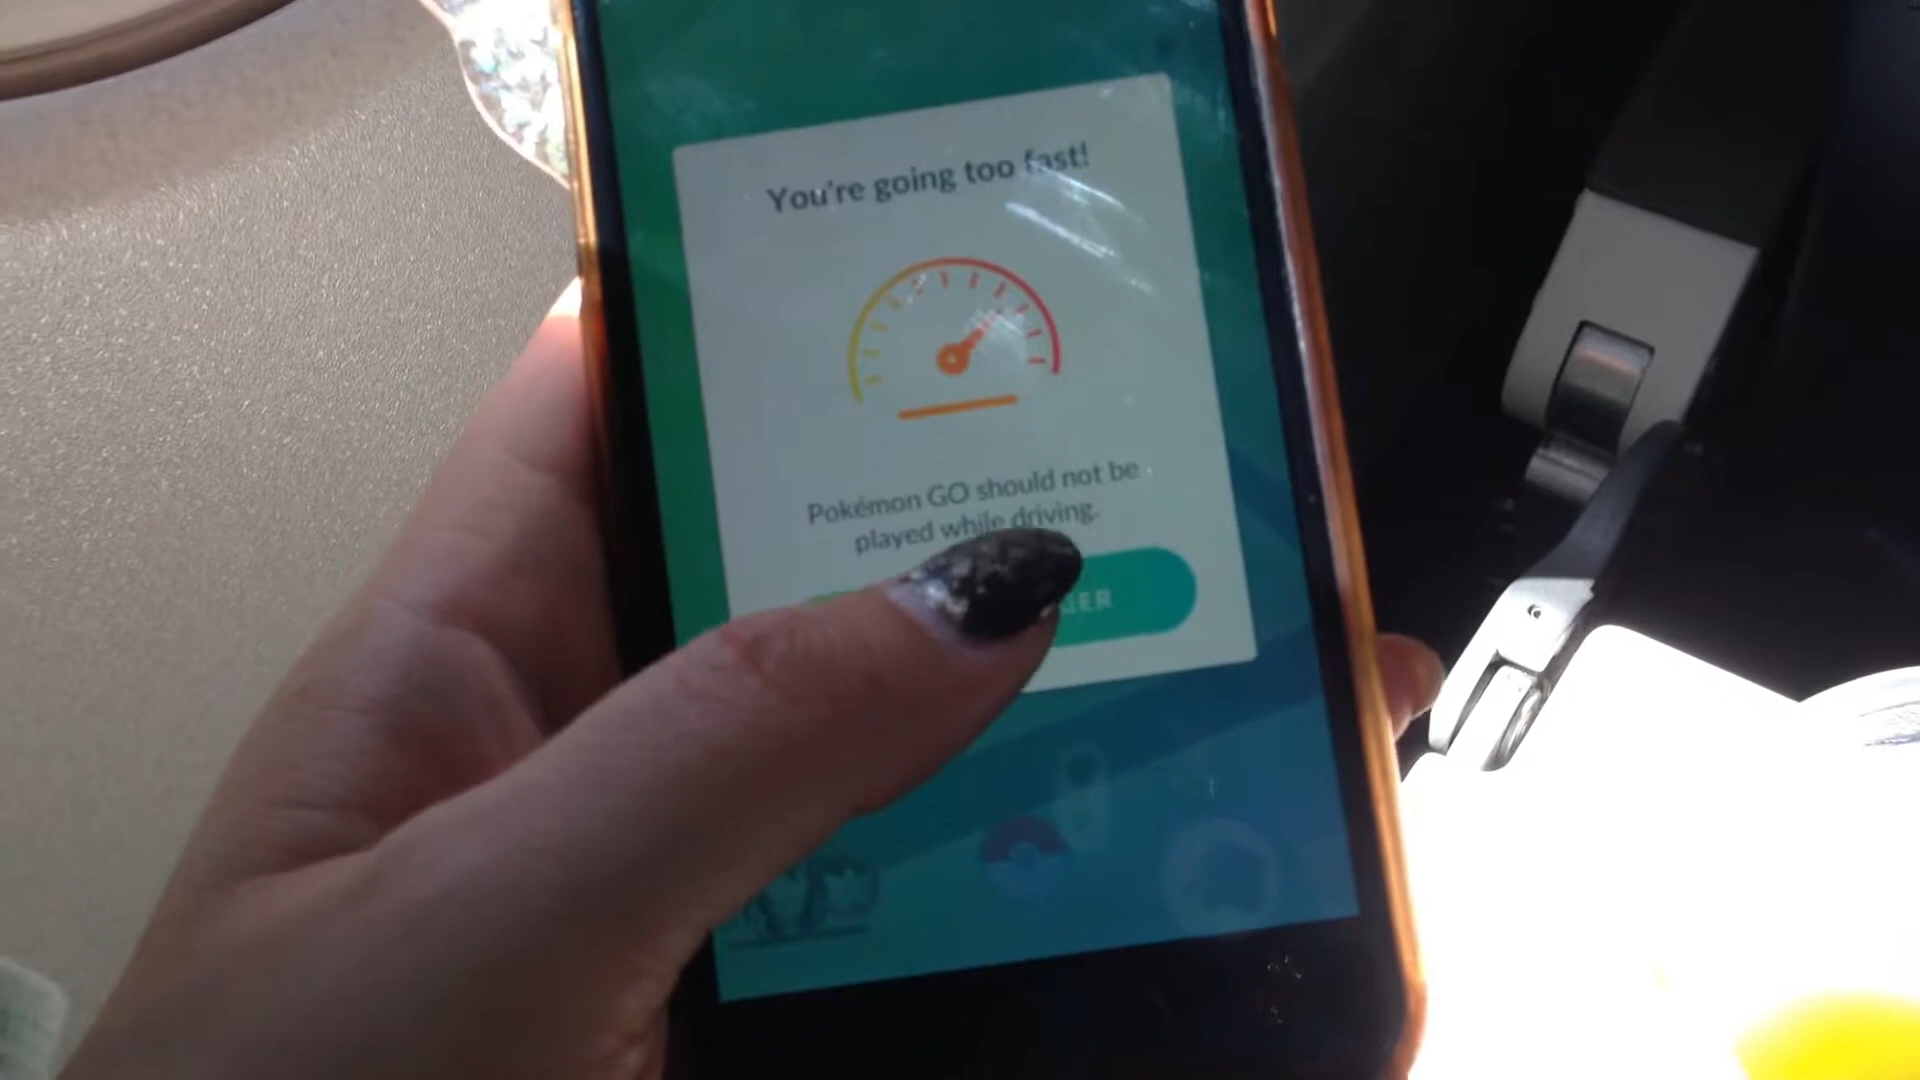 You're going too fast!
Pokémon GO should not be
played while driving.